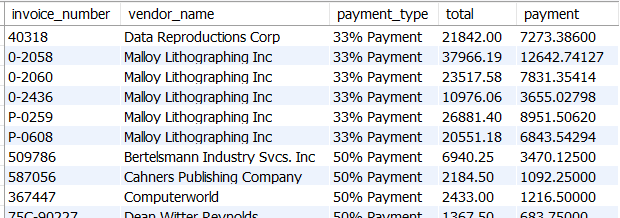 invoice_number vendor_name payment_type total payment
40318 Data Reproductions Corp 33% Payment 21842.00 7273.38600
0-2058 Malloy Lithographing Inc 33% Payment 37966.19 12642.74127
0-2060 Malloy Lithographing Inc 33% Payment 23517.58 7831.35414
0-2436 Malloy Lithographing Inc 33% Payment 10976.06 3655.02798
P-0259 Malloy Lithographing Inc 33% Payment 26881.40 8951.50620
P-0608 Malloy Lithographing Inc 33% Payment 20551.18 6843.54294
509786 Bertelsmann Industry Svcs. Inc 50% Payment 6940.25 3470.12500
587056 Cahners Publishing Company 50% Payment 2184.50 1092.25000
367447 Computerworld 50% Payment 2433.00 1216.50000
75C-90227 Dean Witter Reynolds 50% Payment 1367.50 683.75000